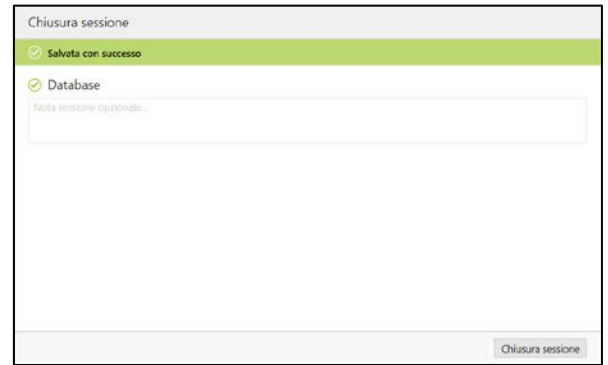 Chiusura sessione
Salvata con successo
Database
Nota sessione opzionale...
Chiusura sessione